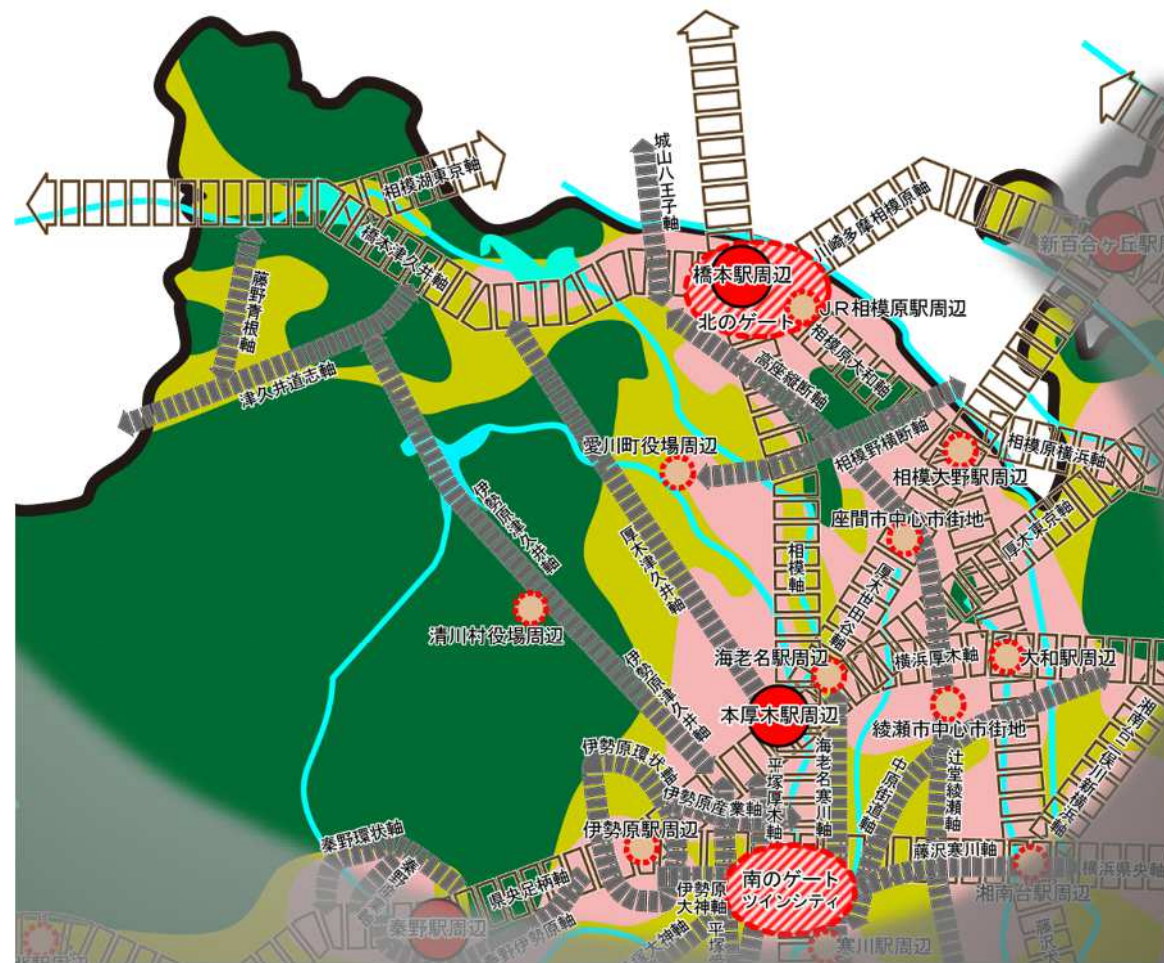 城山八王子軸
相模湖東京軸
川崎多摩相模原軸
新百合ヶ丘駅周
橋本津久井軸
橋本駅周辺
藤野青根軸
JR相模原駅周辺
北のゲート
相模原大和軸
高座縦断軸
津久井道志軸
愛川町役場周辺
相模野横断軸
相模原横浜軸
相模大野駅周辺
伊勢原津久井軸
座間市中心市街地
厚木東京軸
厚木津久井軸
相模軸
厚木世田谷軸
清川村役場周辺
伊勢原津久井軸
海老名駅周辺
横浜厚木軸
大和駅周辺
本厚木駅周辺
綾瀬市中心市街地
湘南台二俣川新横浜軸
伊勢原環状軸
平塚厚木軸
海老名寒川軸
中原街道軸
辻堂綾瀬軸
伊勢原産業軸
秦野環状軸
伊勢原駅周辺
藤沢寒川軸
横浜県央軸
県央足柄軸
伊勢原
大神軸
南のゲート
ツインシティ
湘南台駅周辺
秦野駅周辺
野伊勢原軸
大神軸
平塚
寒川駅周辺
藤沢大